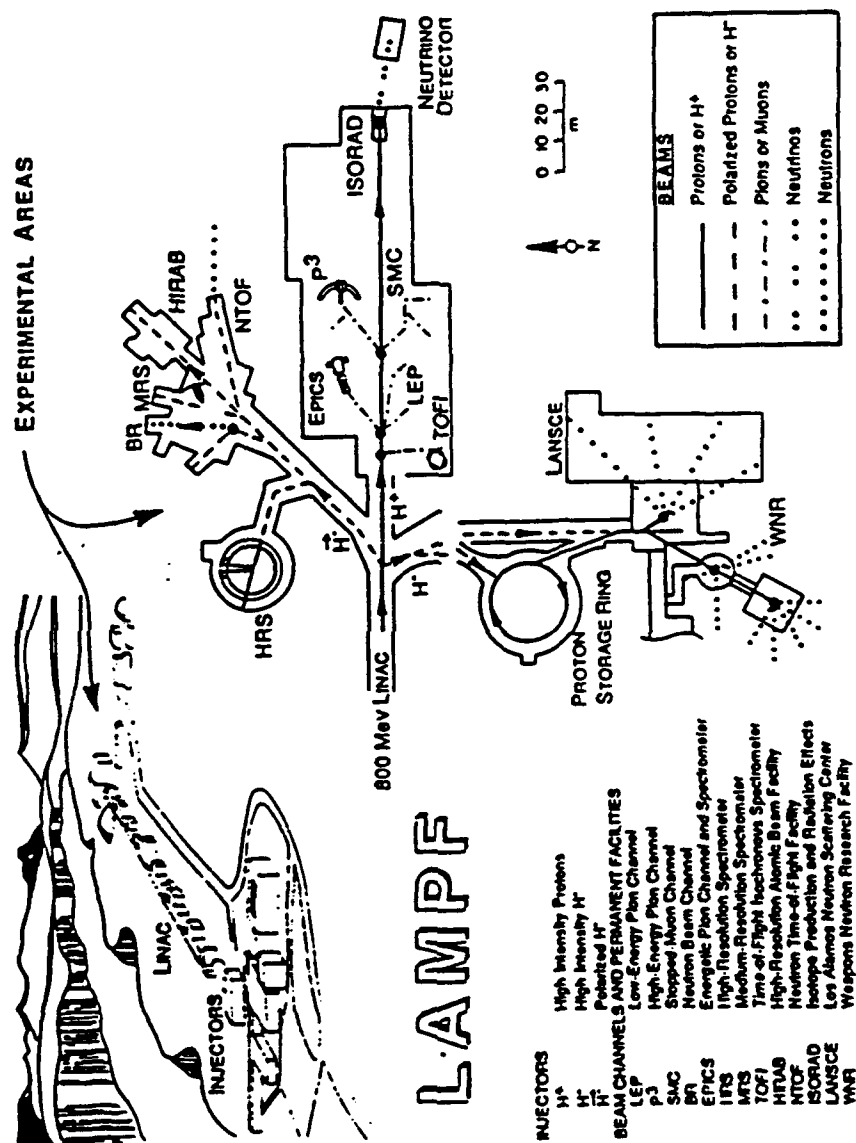 EXPERIMENTAL AREAS
LINAC
INJECTORS
LAMPF
800 MeV LINAC
HRS
BR
MRS
HIRAB
NTOF
EPICS
P³
ISORAD
NEUTRINO
DETECTOR
SMC
LEP
TOFI
H⁻
H⁺
H⁻
PROTON
STORAGE RING
LANSCE
WNR
N
0 10 20 30
m
BEAMS
Protons or H⁺
Polarized Protons or H⁻
Pions or Muons
Neutrinos
Neutrons
INJECTORS
H⁺ High Intensity Protons
H⁻ High Intensity H⁻
H⁻ Polarized H⁻
BEAM CHANNELS AND PERMANENT FACILITIES
LEP Low-Energy Pion Channel
P³ High-Energy Pion Channel
SMC Stopped-Muon Channel
BR Neutron Beam Channel
EPICS Energetic Pion Channel and Spectrometer
HRS High-Resolution Spectrometer
MRS Medium-Resolution Spectrometer
TOFI Time-of-Flight Isochronous Spectrometer
HIRAB High-Resolution Atomic Beam Facility
NTOF Neutron Time-of-Flight Facility
ISORAD Isotope Production and Radiation Effects
LANSCE Los Alamos Neutron Scattering Center
WNR Weapons Neutron Research Facility